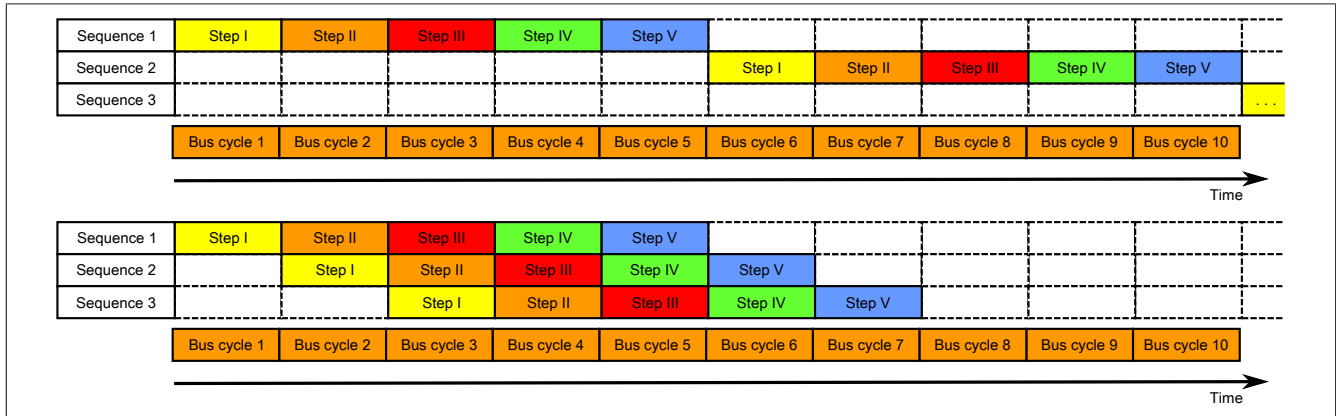 Sequence 1 Step I Step II Step III Step IV Step V
Sequence 2 Step I Step II Step III Step IV Step V
Sequence 3 . . .
Bus cycle 1 Bus cycle 2 Bus cycle 3 Bus cycle 4 Bus cycle 5 Bus cycle 6 Bus cycle 7 Bus cycle 8 Bus cycle 9 Bus cycle 10
Time
Sequence 1 Step I Step II Step III Step IV Step V
Sequence 2 Step I Step II Step III Step IV Step V
Sequence 3 Step I Step II Step III Step IV Step V
Bus cycle 1 Bus cycle 2 Bus cycle 3 Bus cycle 4 Bus cycle 5 Bus cycle 6 Bus cycle 7 Bus cycle 8 Bus cycle 9 Bus cycle 10
Time